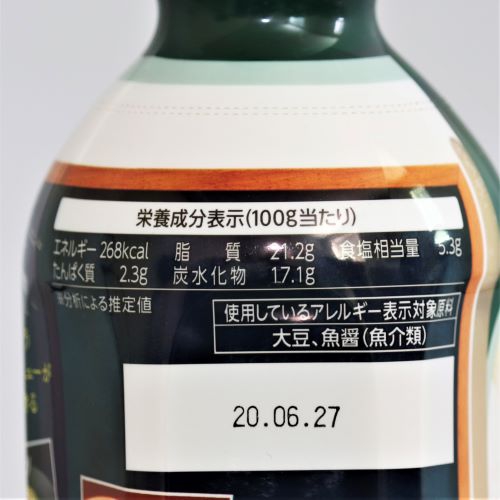 栄養成分表示(100g当たり)
エネルギー 268kcal 脂質 21.2g 食塩相当量 5.3g
たんぱく質 2.3g 炭水化物 17.1g
※分析による推定値
使用しているアレルギー表示対象原料
大豆、魚醤(魚介類)
20.06.27